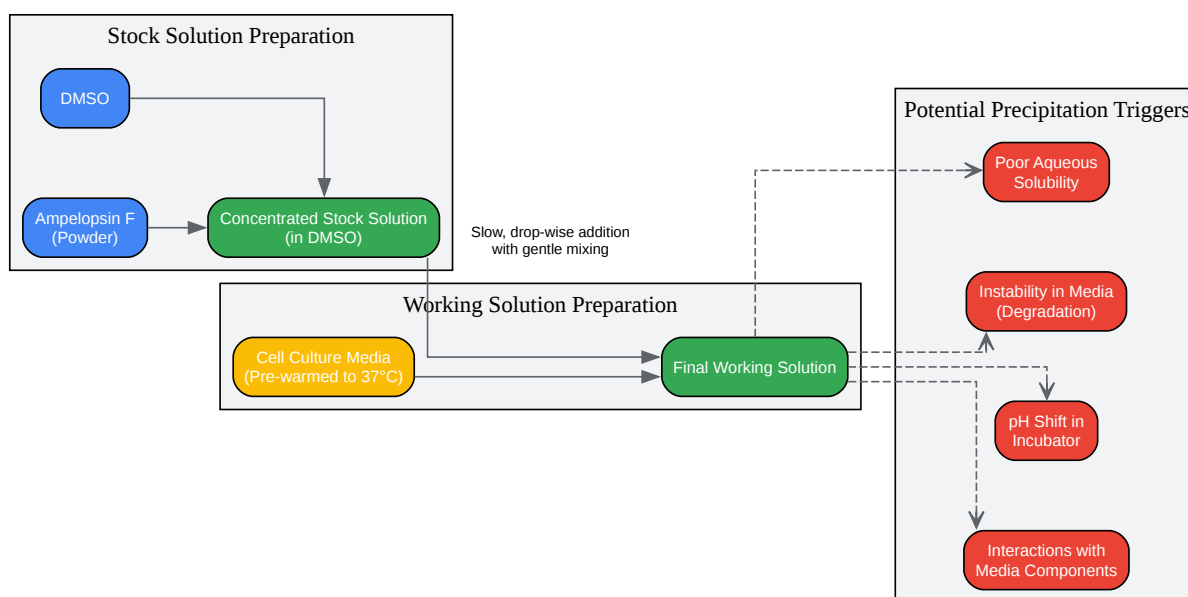 Stock Solution Preparation
DMSO
Ampelopsin F
(Powder)
Concentrated Stock Solution
(in DMSO)
Slow, drop-wise addition
with gentle mixing
Working Solution Preparation
Cell Culture Media
(Pre-warmed to 37°C)
Final Working Solution
Potential Precipitation Triggers
Poor Aqueous
Solubility
Instability in Media
(Degradation)
pH Shift in
Incubator
Interactions with
Media Components